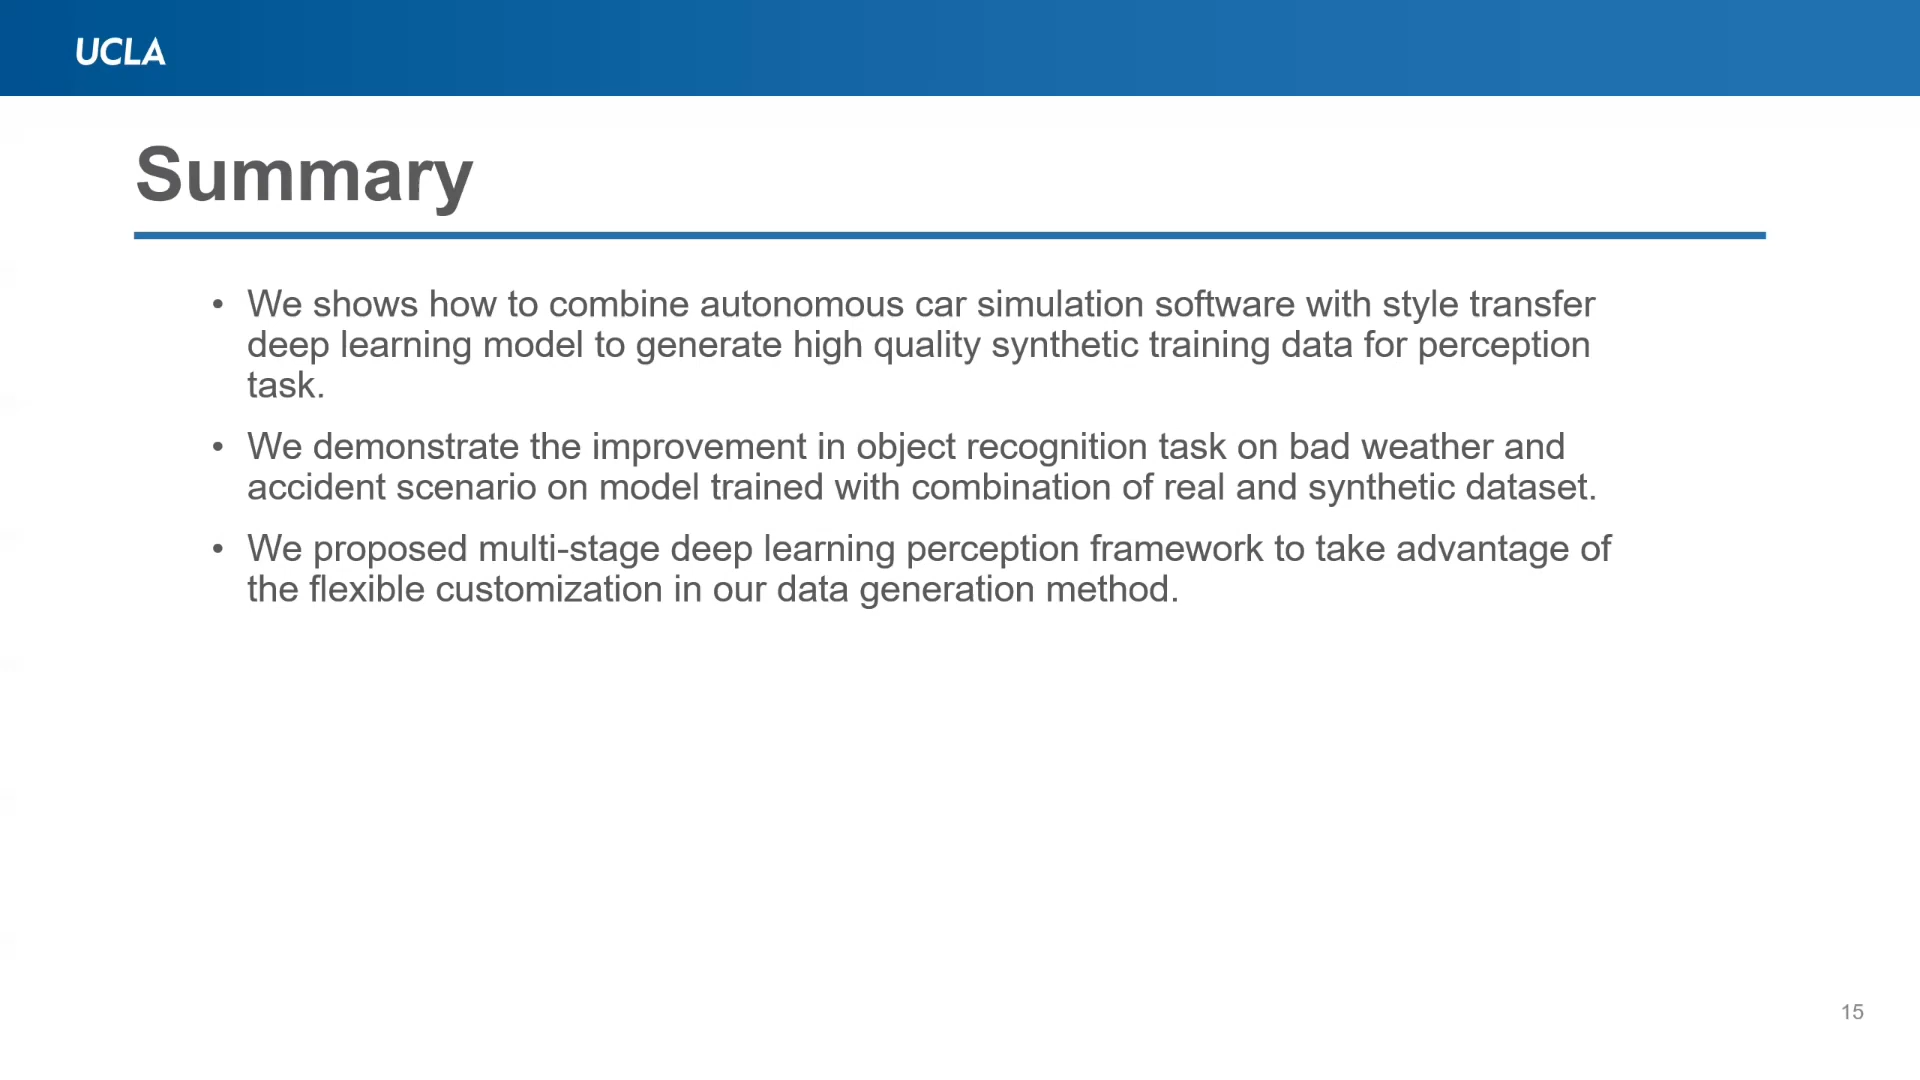 UCLA
Summary
• We shows how to combine autonomous car simulation software with style transfer
deep learning model to generate high quality synthetic training data for perception
task.
• We demonstrate the improvement in object recognition task on bad weather and
accident scenario on model trained with combination of real and synthetic dataset.
• We proposed multi-stage deep learning perception framework to take advantage of
the flexible customization in our data generation method.
15